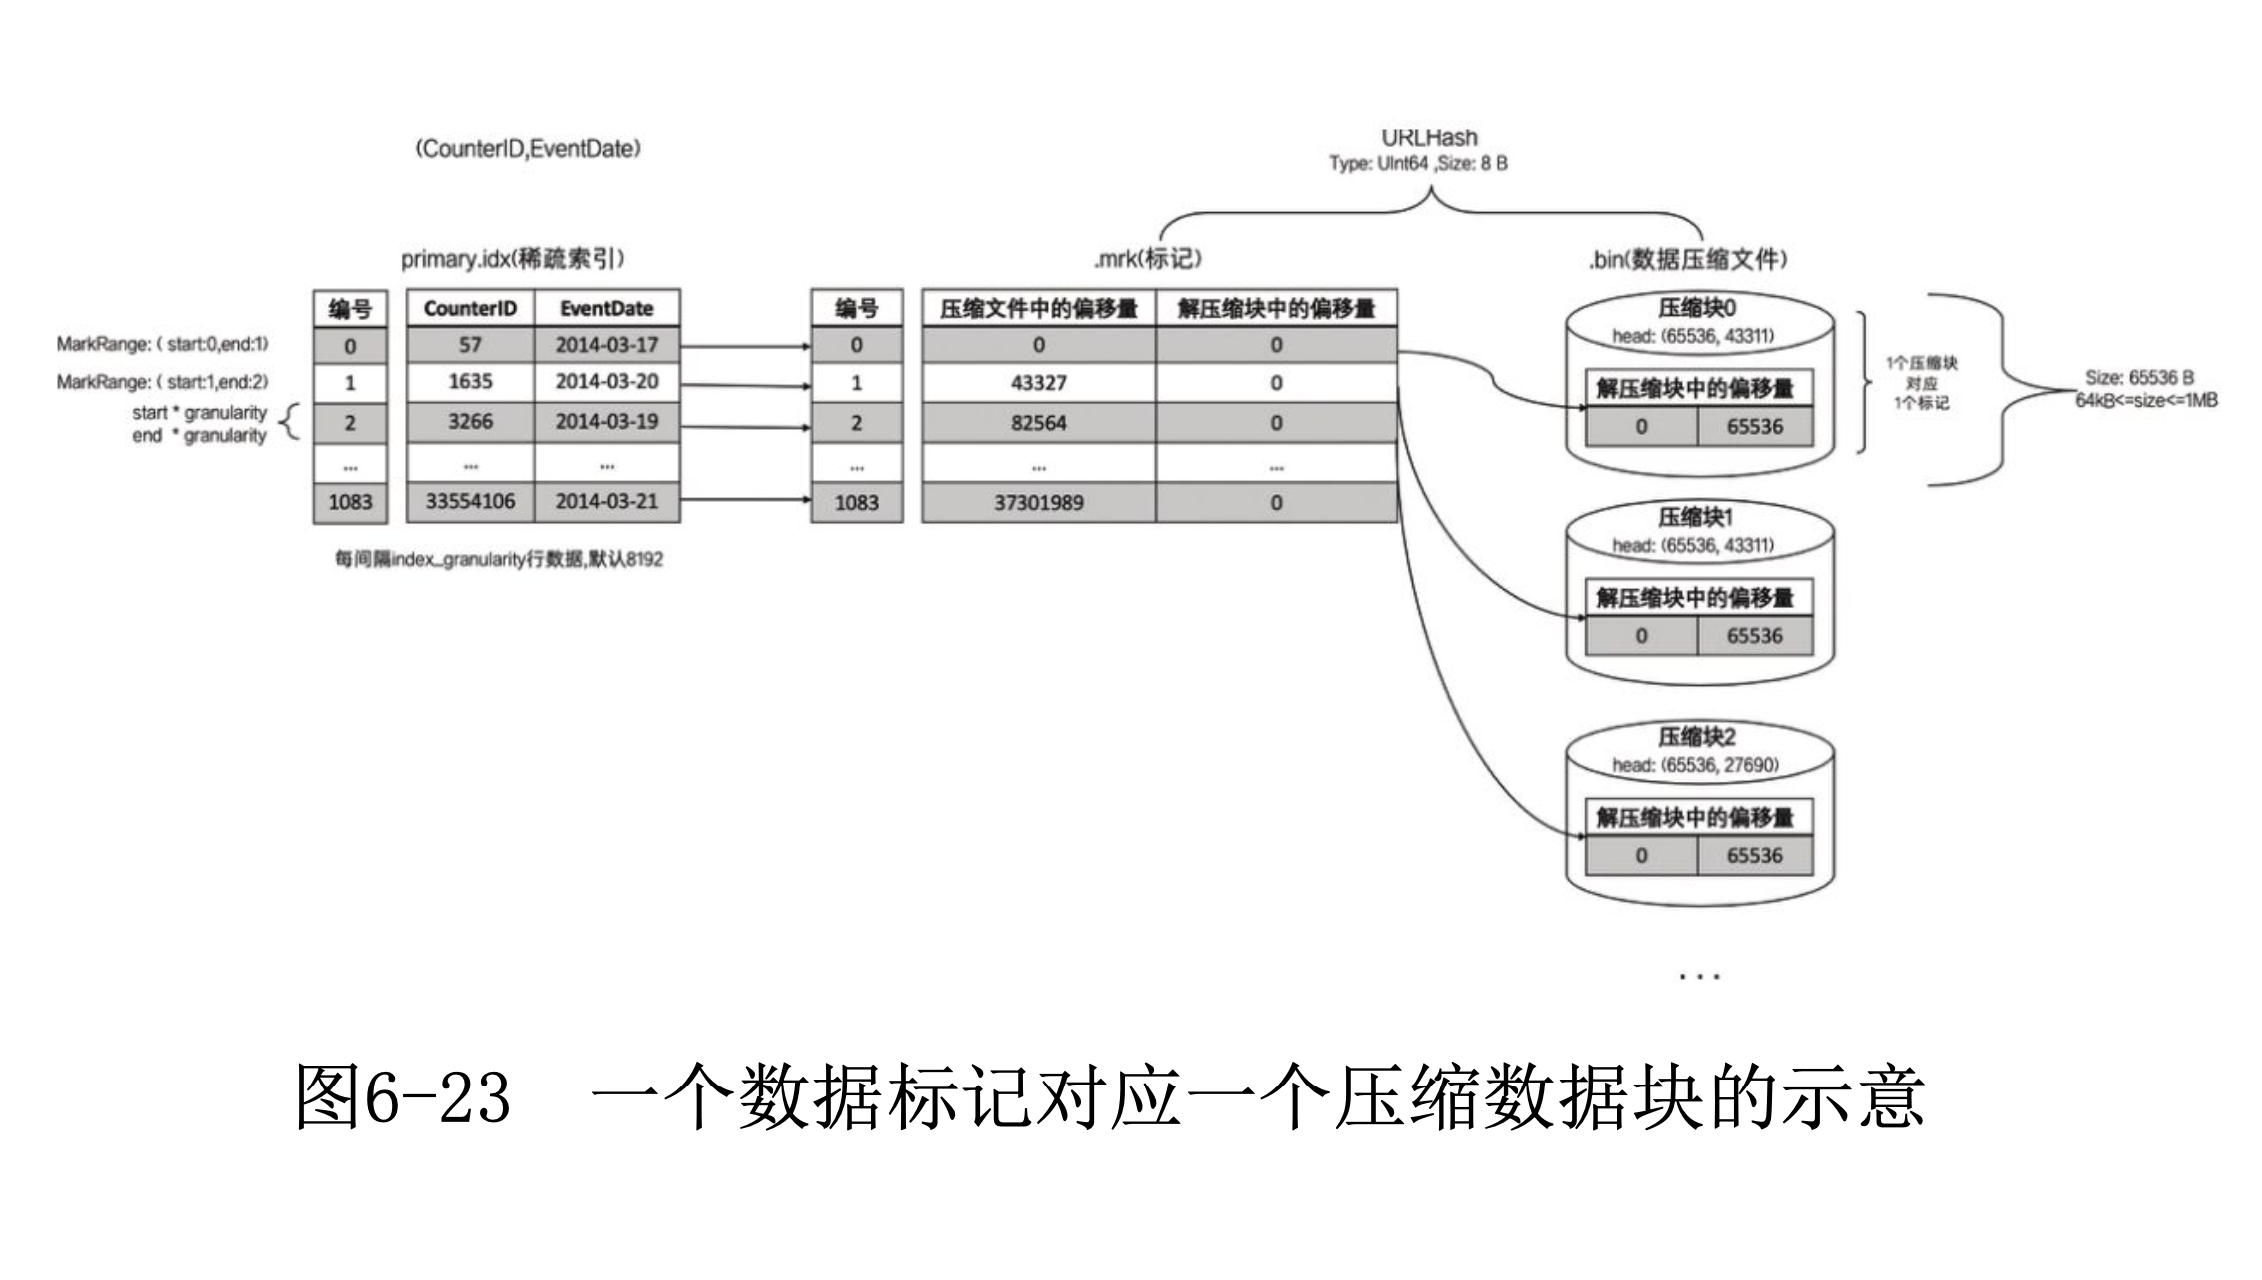 (CounterID,EventDate)
URLHash
Type: UInt64 ,Size: 8 B
primary.idx(稀疏索引)
.mrk(标记)
.bin(数据压缩文件)
编号 CounterID EventDate
MarkRange: ( start:0,end:1) 0 57 2014-03-17
MarkRange: ( start:1,end:2) 1 1635 2014-03-20
start * granularity
end * granularity
2 3266 2014-03-19
... ... ...
1083 33554106 2014-03-21
每间隔index_granularity行数据,默认8192
编号 压缩文件中的偏移量 解压缩块中的偏移量
0 0 0
1 43327 0
2 82564 0
... ... ...
1083 37301989 0
压缩块0
head: (65536, 43311)
解压缩块中的偏移量
0 65536
1个压缩块
对应
1个标记
Size: 65536 B
64kB<=size<=1MB
压缩块1
head: (65536, 43311)
解压缩块中的偏移量
0 65536
压缩块2
head: (65536, 27690)
解压缩块中的偏移量
0 65536
...
图6-23 一个数据标记对应一个压缩数据块的示意